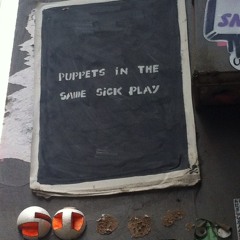 PUPPETS IN THE
SAME SICK PLAY